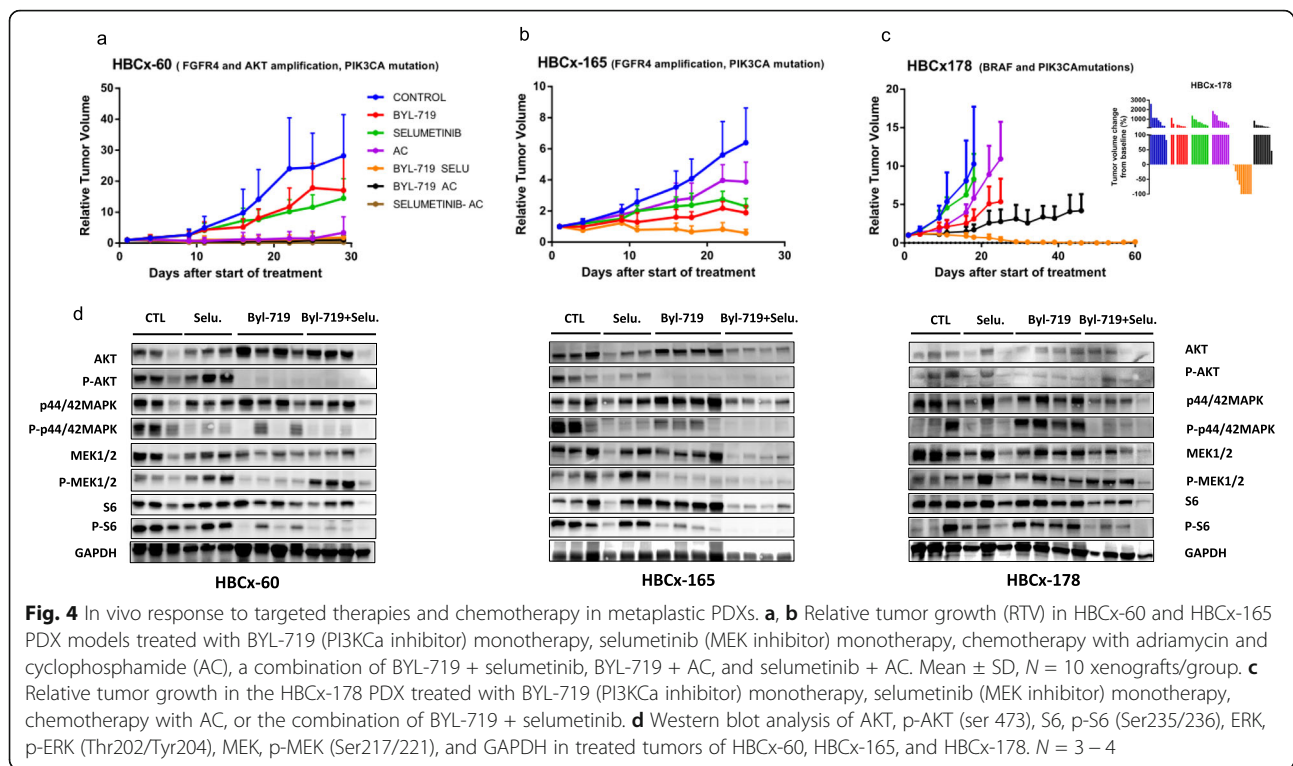 a
HBCx-60 ( FGFR4 and AKT amplification, PIK3CA mutation)
Relative Tumor Volume
50
40
30
20
10
0
0 10 20 30
Days after start of treatment
CONTROL
BYL-719
SELUMETINIB
AC
BYL-719 SELU
BYL-719 AC
SELUMETINIB- AC
b
HBCx-165 (FGFR4 amplification, PIK3CA mutation)
Relative Tumor Volume
10
8
6
4
2
0
0 10 20 30
Days after start of treatment
c
HBCx178 (BRAF and PIK3CAmutations)
Relative Tumor Volume
20
15
10
5
0
0 20 40 60
Days after start of treatment
HBCx-178
Tumor volume change
from baseline (%)
3000
2000
1000
100
50
0
-50
-100
d
CTL Selu. Byl-719 Byl-719+Selu.
AKT
P-AKT
p44/42MAPK
P-p44/42MAPK
MEK1/2
P-MEK1/2
S6
P-S6
GAPDH
HBCx-60
CTL Selu. Byl-719 Byl-719+Selu.
HBCx-165
CTL Selu. Byl-719 Byl-719+Selu.
AKT
P-AKT
p44/42MAPK
P-p44/42MAPK
MEK1/2
P-MEK1/2
S6
P-S6
GAPDH
HBCx-178
Fig. 4 In vivo response to targeted therapies and chemotherapy in metaplastic PDXs. a, b Relative tumor growth (RTV) in HBCx-60 and HBCx-165
PDX models treated with BYL-719 (PI3KCa inhibitor) monotherapy, selumetinib (MEK inhibitor) monotherapy, chemotherapy with adriamycin and
cyclophosphamide (AC), a combination of BYL-719 + selumetinib, BYL-719 + AC, and selumetinib + AC. Mean ± SD, N = 10 xenografts/group. c
Relative tumor growth in the HBCx-178 PDX treated with BYL-719 (PI3KCa inhibitor) monotherapy, selumetinib (MEK inhibitor) monotherapy,
chemotherapy with AC, or the combination of BYL-719 + selumetinib. d Western blot analysis of AKT, p-AKT (ser 473), S6, p-S6 (Ser235/236), ERK,
p-ERK (Thr202/Tyr204), MEK, p-MEK (Ser217/221), and GAPDH in treated tumors of HBCx-60, HBCx-165, and HBCx-178. N = 3 – 4